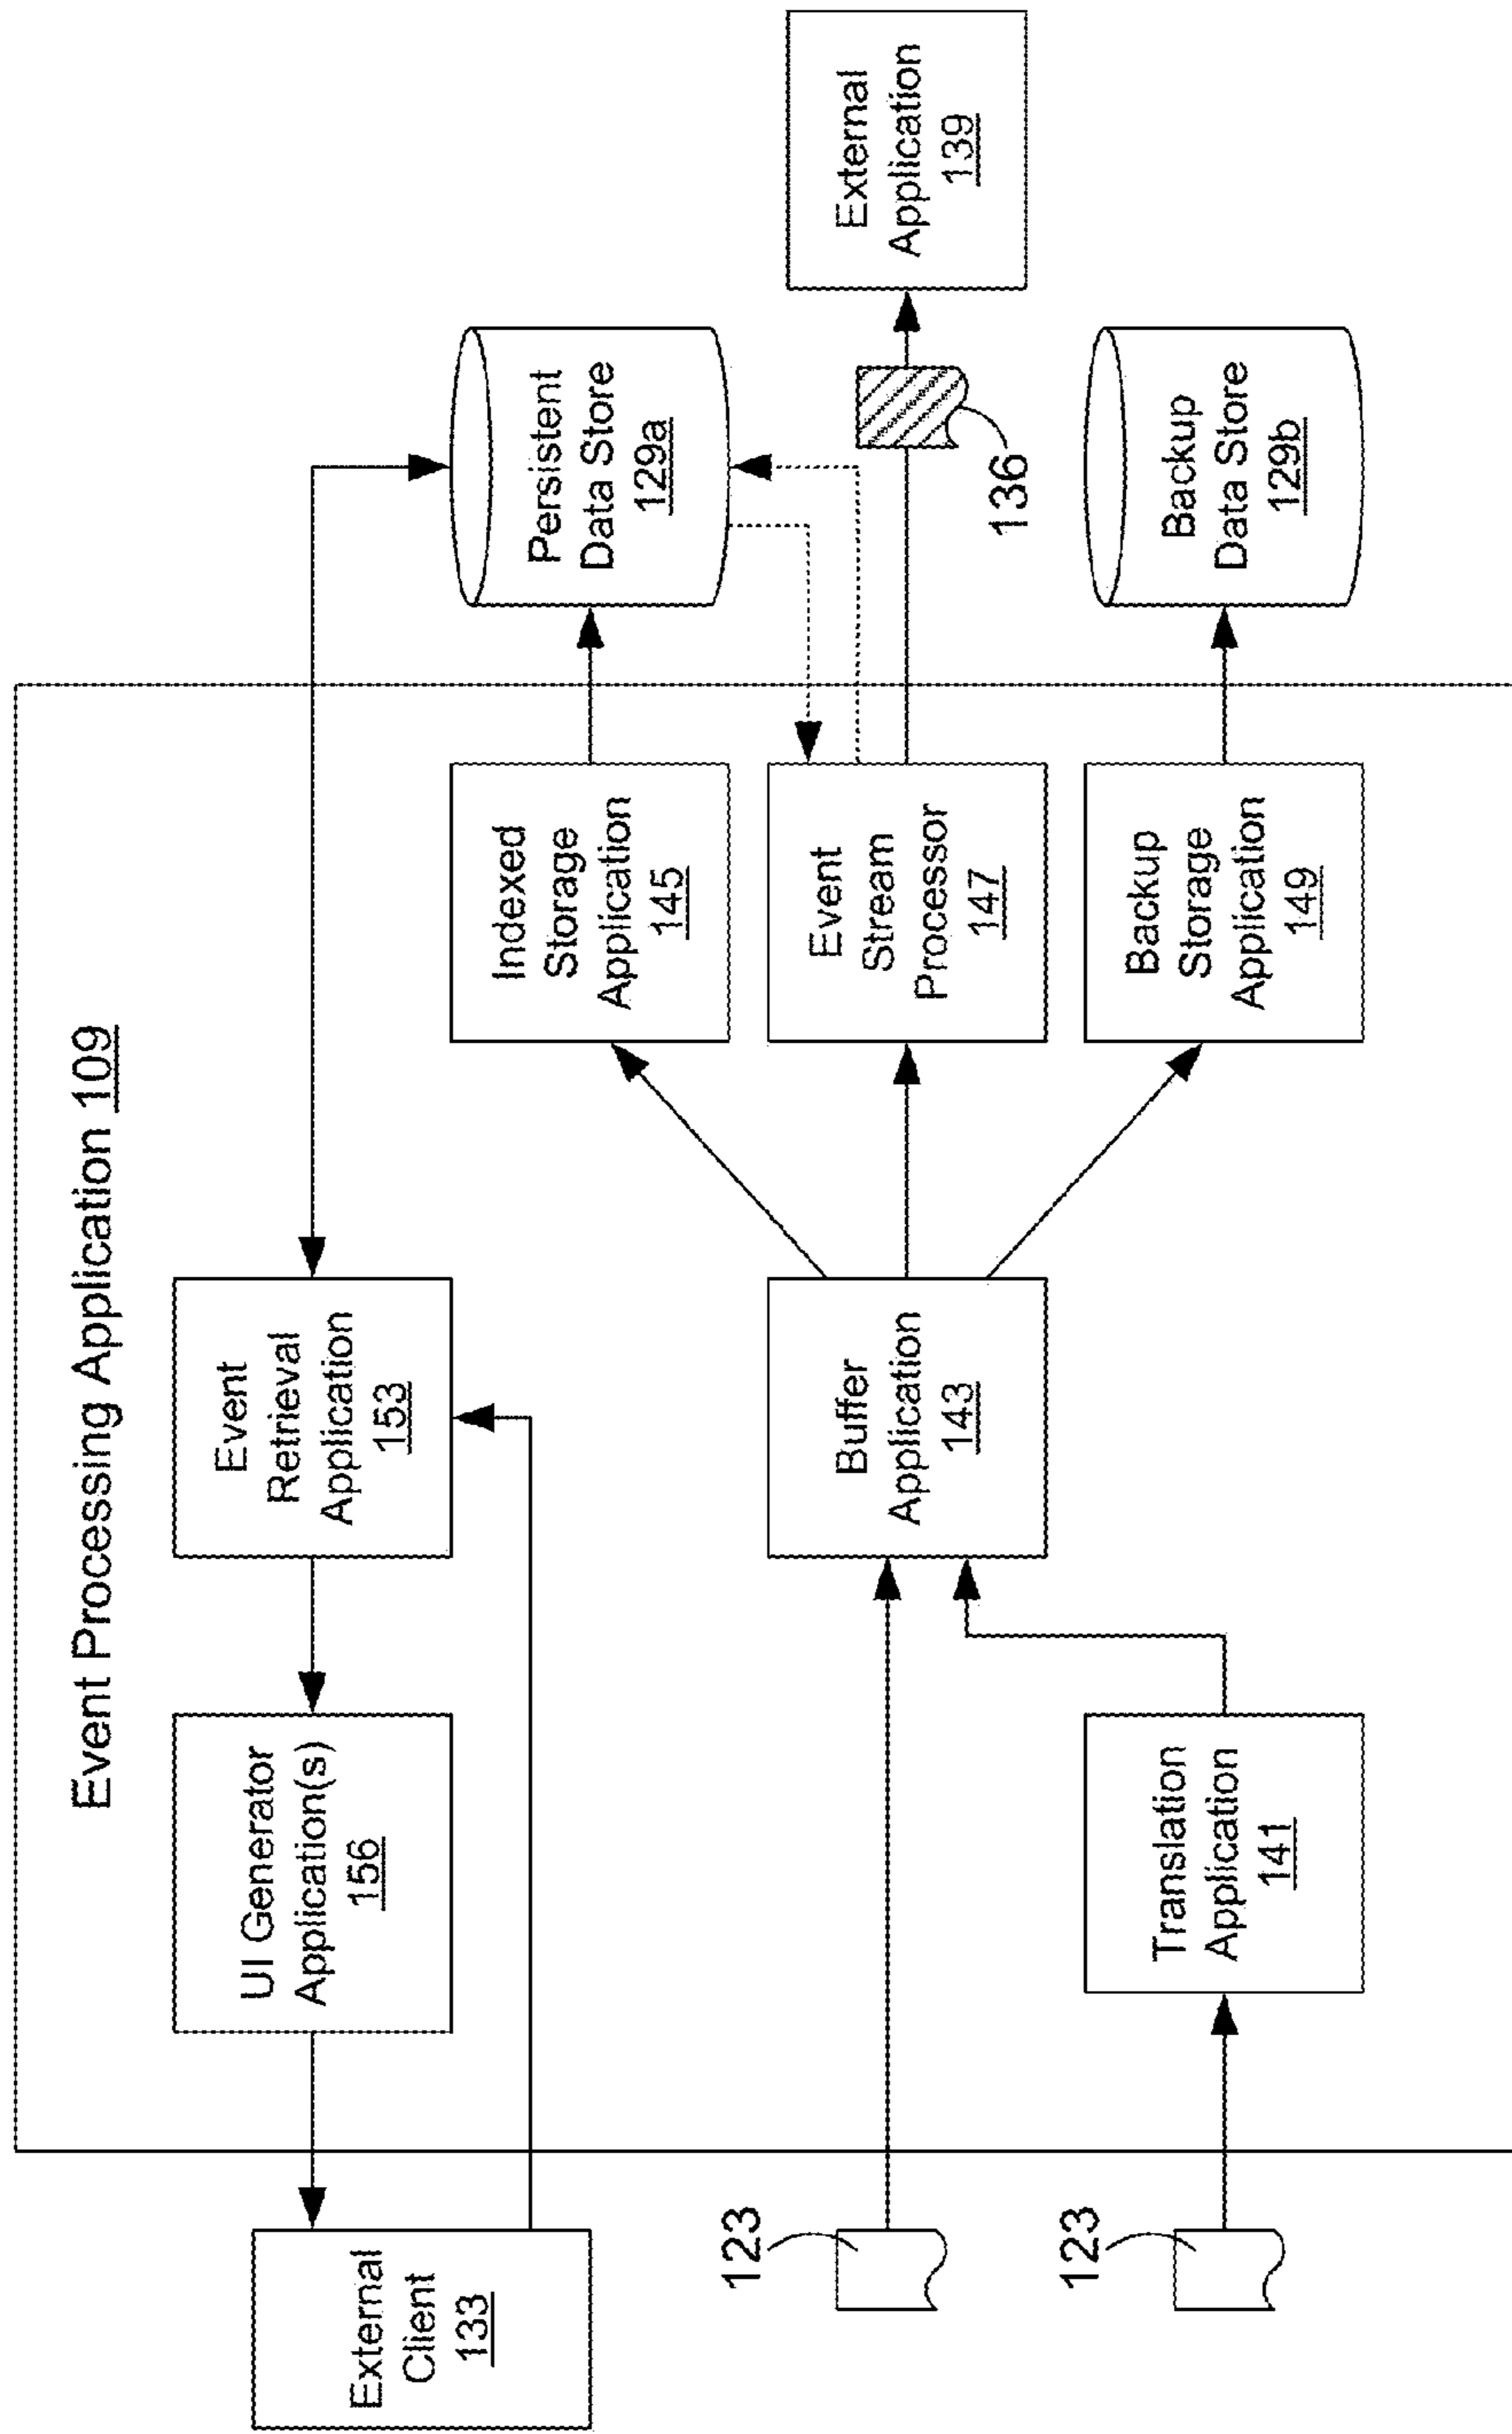 Event Processing Application 109
External
Client
133
UI Generator
Application(s)
156
Event
Retrieval
Application
153
123
123
Translation
Application
141
Buffer
Application
143
Indexed
Storage
Application
145
Event
Stream
Processor
147
Backup
Storage
Application
149
Persistent
Data Store
129a
136
Backup
Data Store
129b
External
Application
139